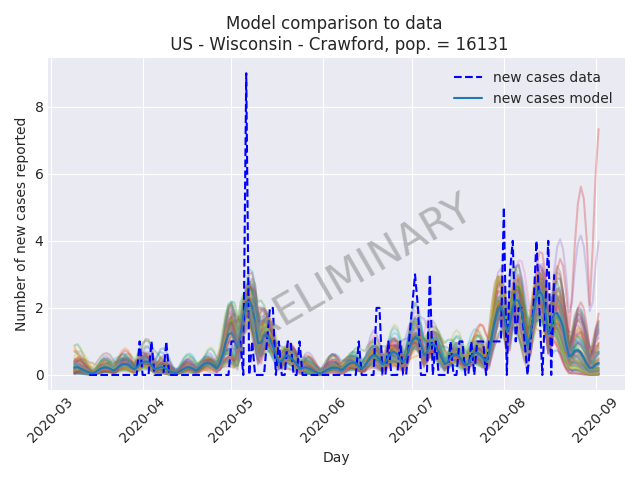 Model comparison to data
US - Wisconsin - Crawford, pop. = 16131
new cases data
new cases model
Number of new cases reported
8
6
4
2
0
PRELIMINARY
2020-03
2020-04
2020-05
2020-06
2020-07
2020-08
2020-09
Day